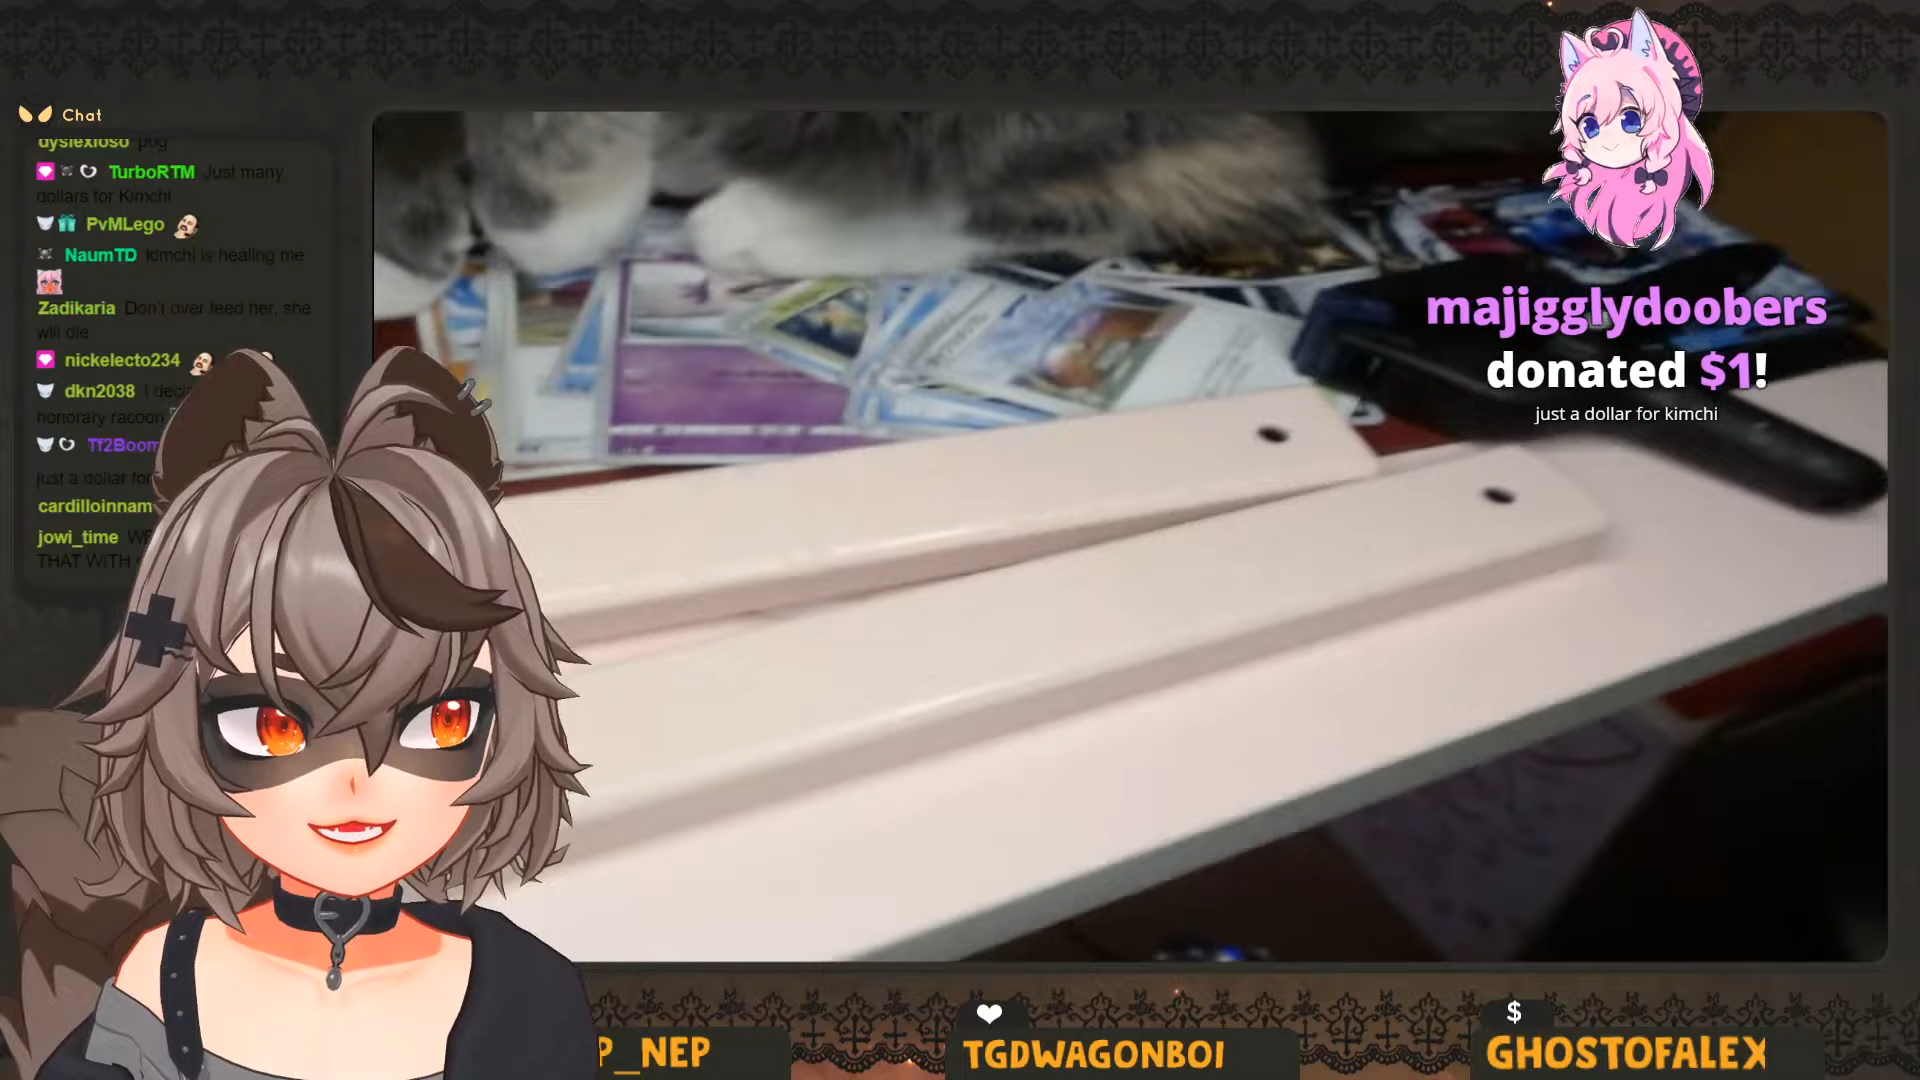 Chat
dyslexioso pog
TurboRTM Just many
dollars for Kimchi
PvMLego
NaumTD kimchi is healing me
Zadikaria Don't over feed her, she
will die
nickelecto234
dkn2038 I
honorary racoon
Tf2Boom
just a dollar for
cardilloinnam
jowi_time
THAT WITH
majigglydoobers
donated $1!
just a dollar for kimchi
P_NEP
TGDWAGONBOI
$
GHOSTOFALEX